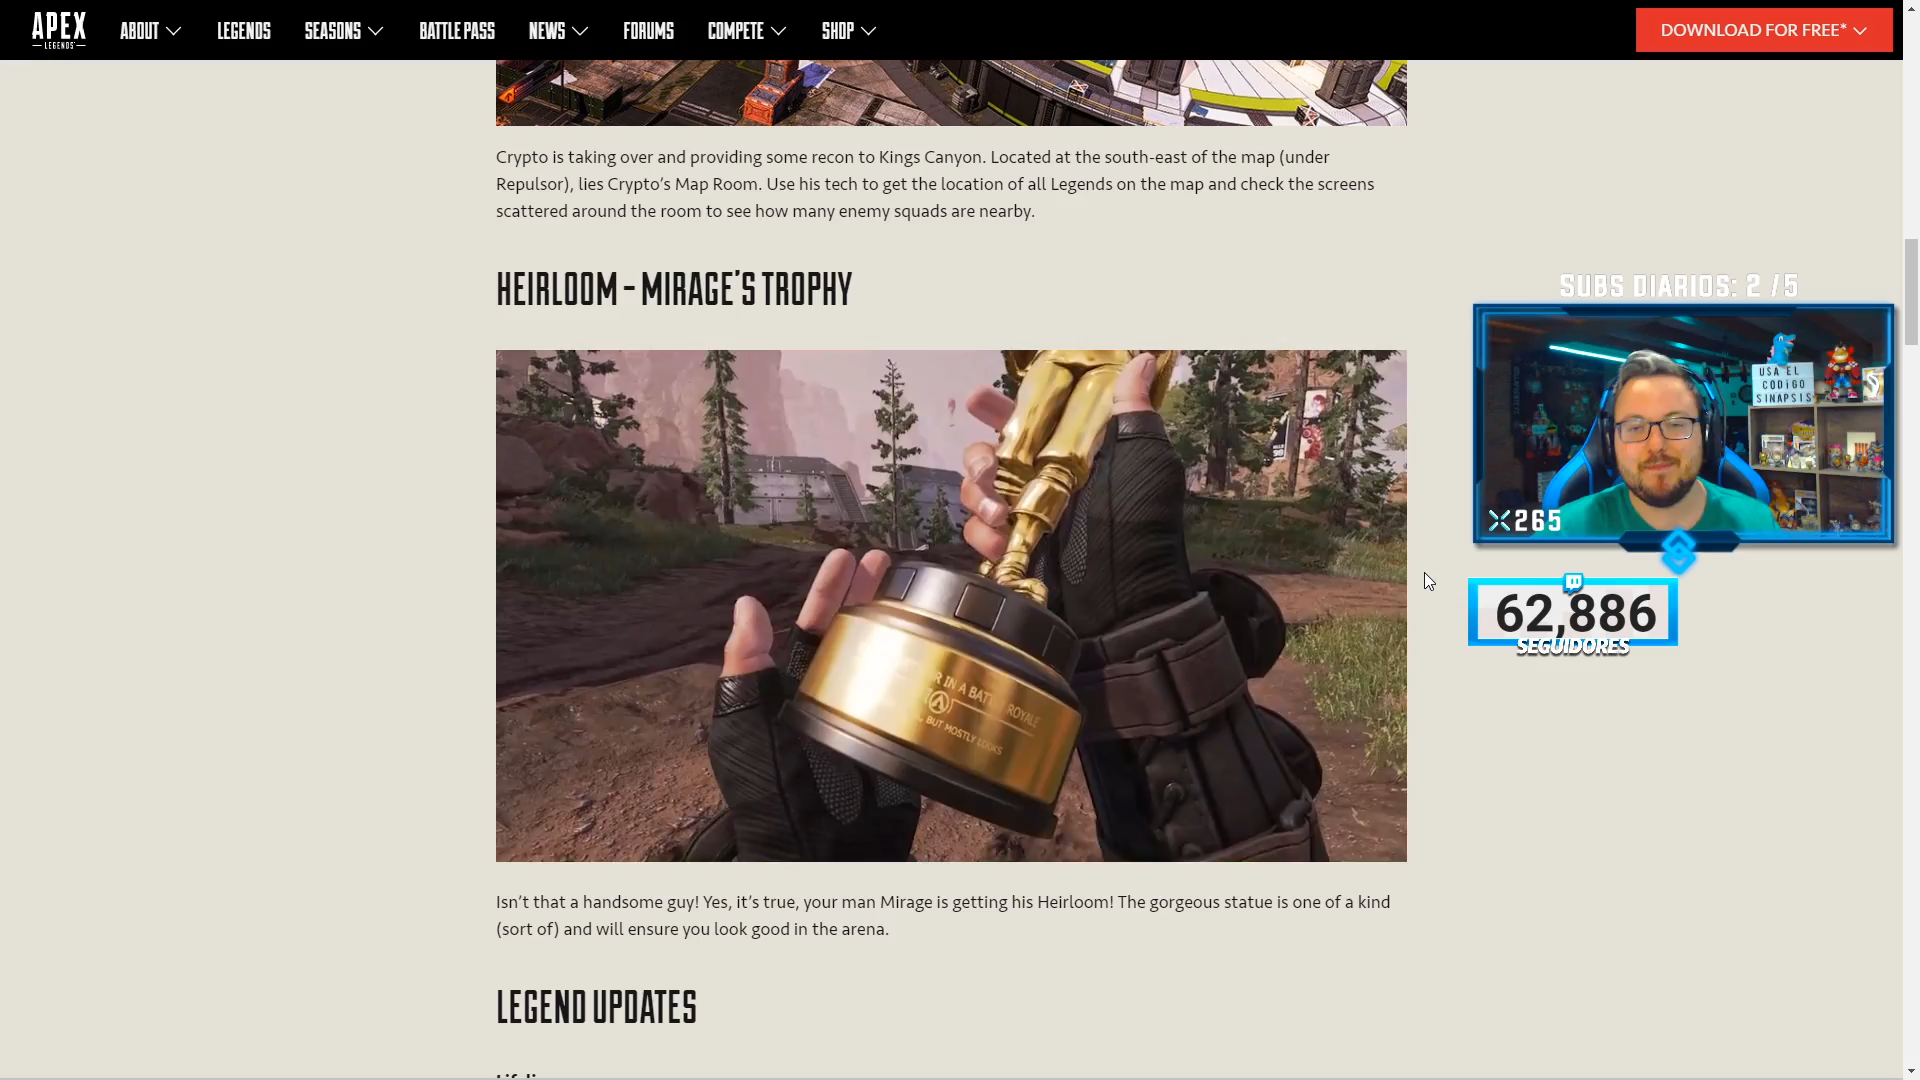 APEX
LEGENDS
ABOUT
LEGENDS
SEASONS
BATTLE PASS
NEWS
FORUMS
COMPETE
SHOP
DOWNLOAD FOR FREE*
Crypto is taking over and providing some recon to Kings Canyon. Located at the south-east of the map (under
Repulsor), lies Crypto’s Map Room. Use his tech to get the location of all Legends on the map and check the screens
scattered around the room to see how many enemy squads are nearby.
HEIRLOOM – MIRAGE’S TROPHY
IN A BATTLE ROYALE
BUT MOSTLY LOOKS
SUBS DIARIOS: 2 /5
USA EL
CODIGO
SINAPSIS
265
62,886
SEGUIDORES
Isn’t that a handsome guy! Yes, it’s true, your man Mirage is getting his Heirloom! The gorgeous statue is one of a kind
(sort of) and will ensure you look good in the arena.
LEGEND UPDATES